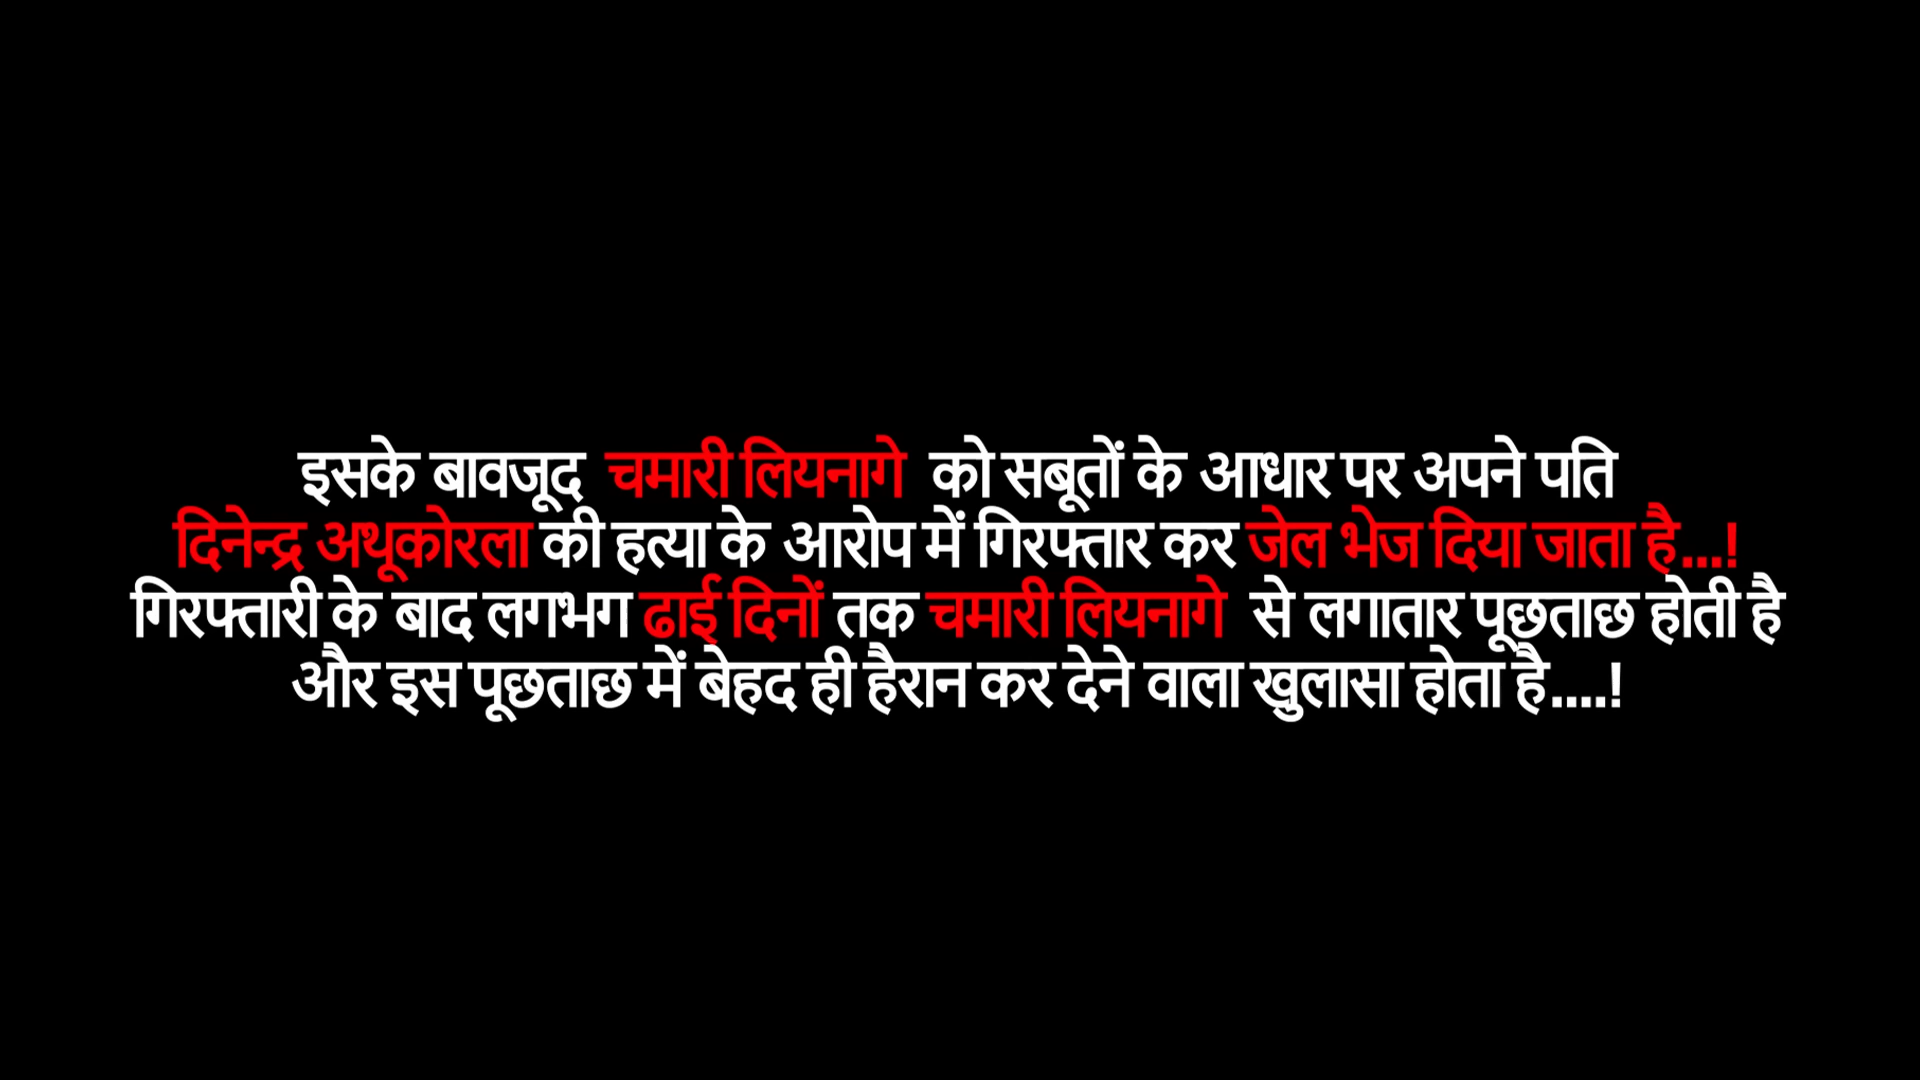 इसके बावजूद चमारी लियनागे को सबूतों के आधार पर अपने पति
दिनेन्द्र अथूकोरला की हत्या के आरोप में गिरफ्तार कर जेल भेज दिया जाता है...!
गिरफ्तारी के बाद लगभग ढाई दिनों तक चमारी लियनागे से लगातार पूछताछ होती है
और इस पूछताछ में बेहद ही हैरान कर देने वाला खुलासा होता है....!